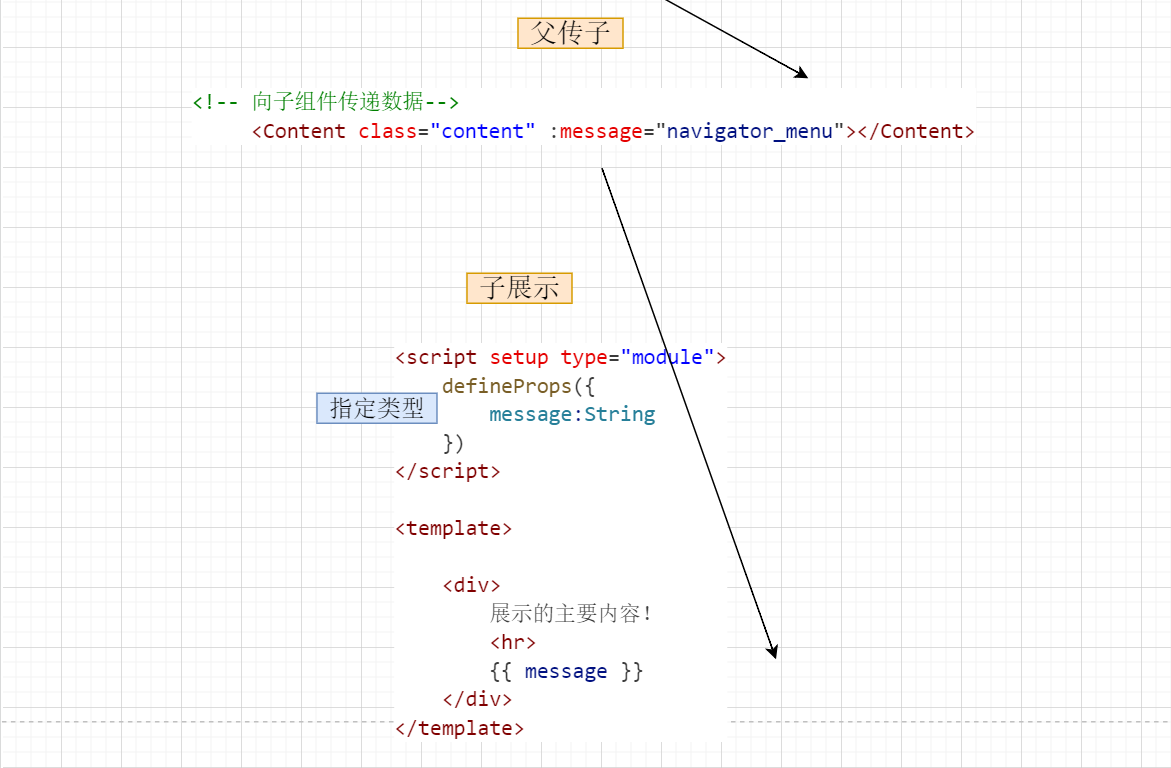 父传子
<!-- 向子组件传递数据-->
<Content class="content" :message="navigator_menu"></Content>
子展示
<script setup type="module">
defineProps({
指定类型
message:String
})
</script>
<template>
<div>
展示的主要内容！
<hr>
{{ message }}
</div>
</template>